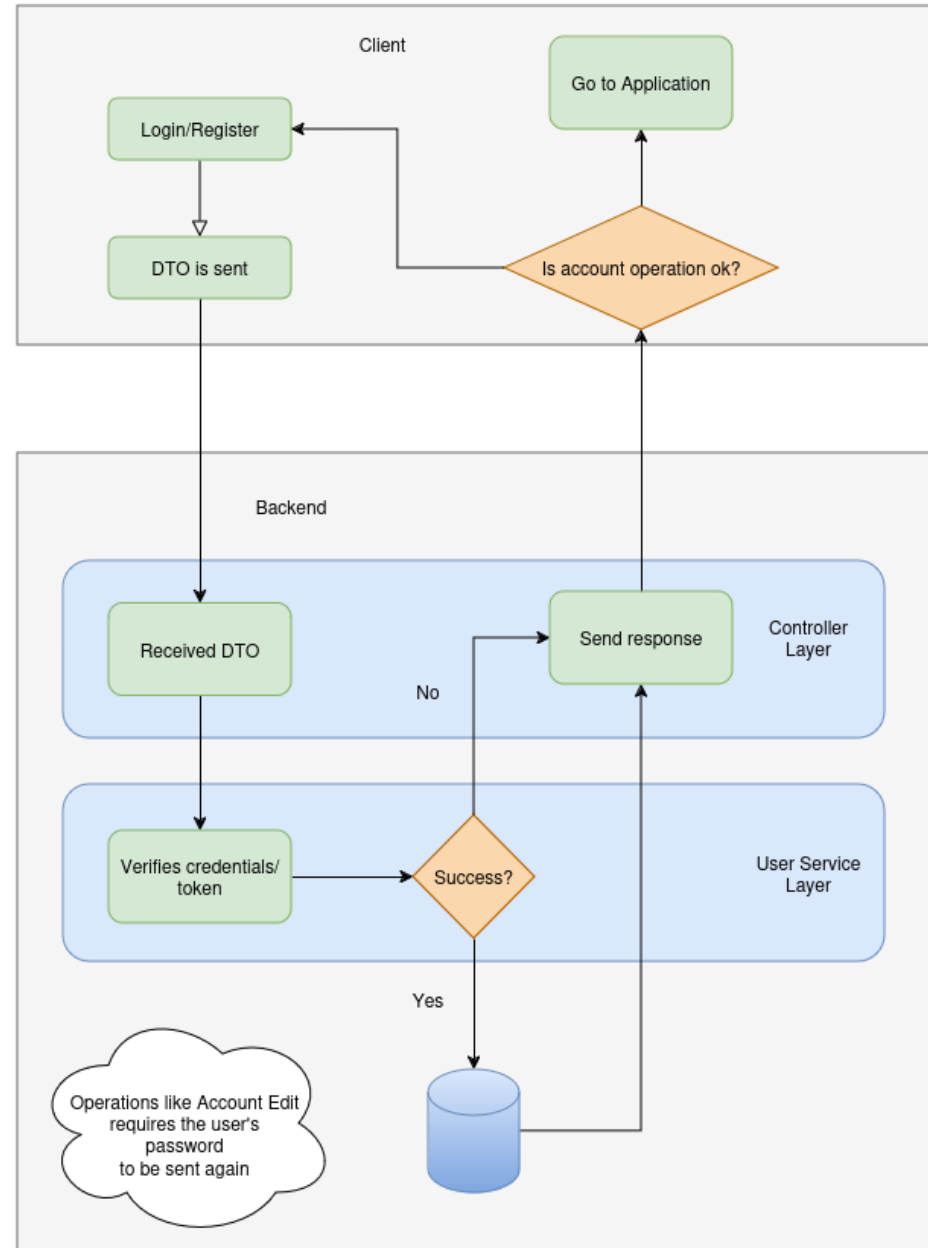 Client
Go to Application
Login/Register
DTO is sent
Is account operation ok?
Backend
Received DTO
Send response
Controller
Layer
No
Verifies credentials/
token
Success?
User Service
Layer
Yes
Operations like Account Edit
requires the user's
password
to be sent again